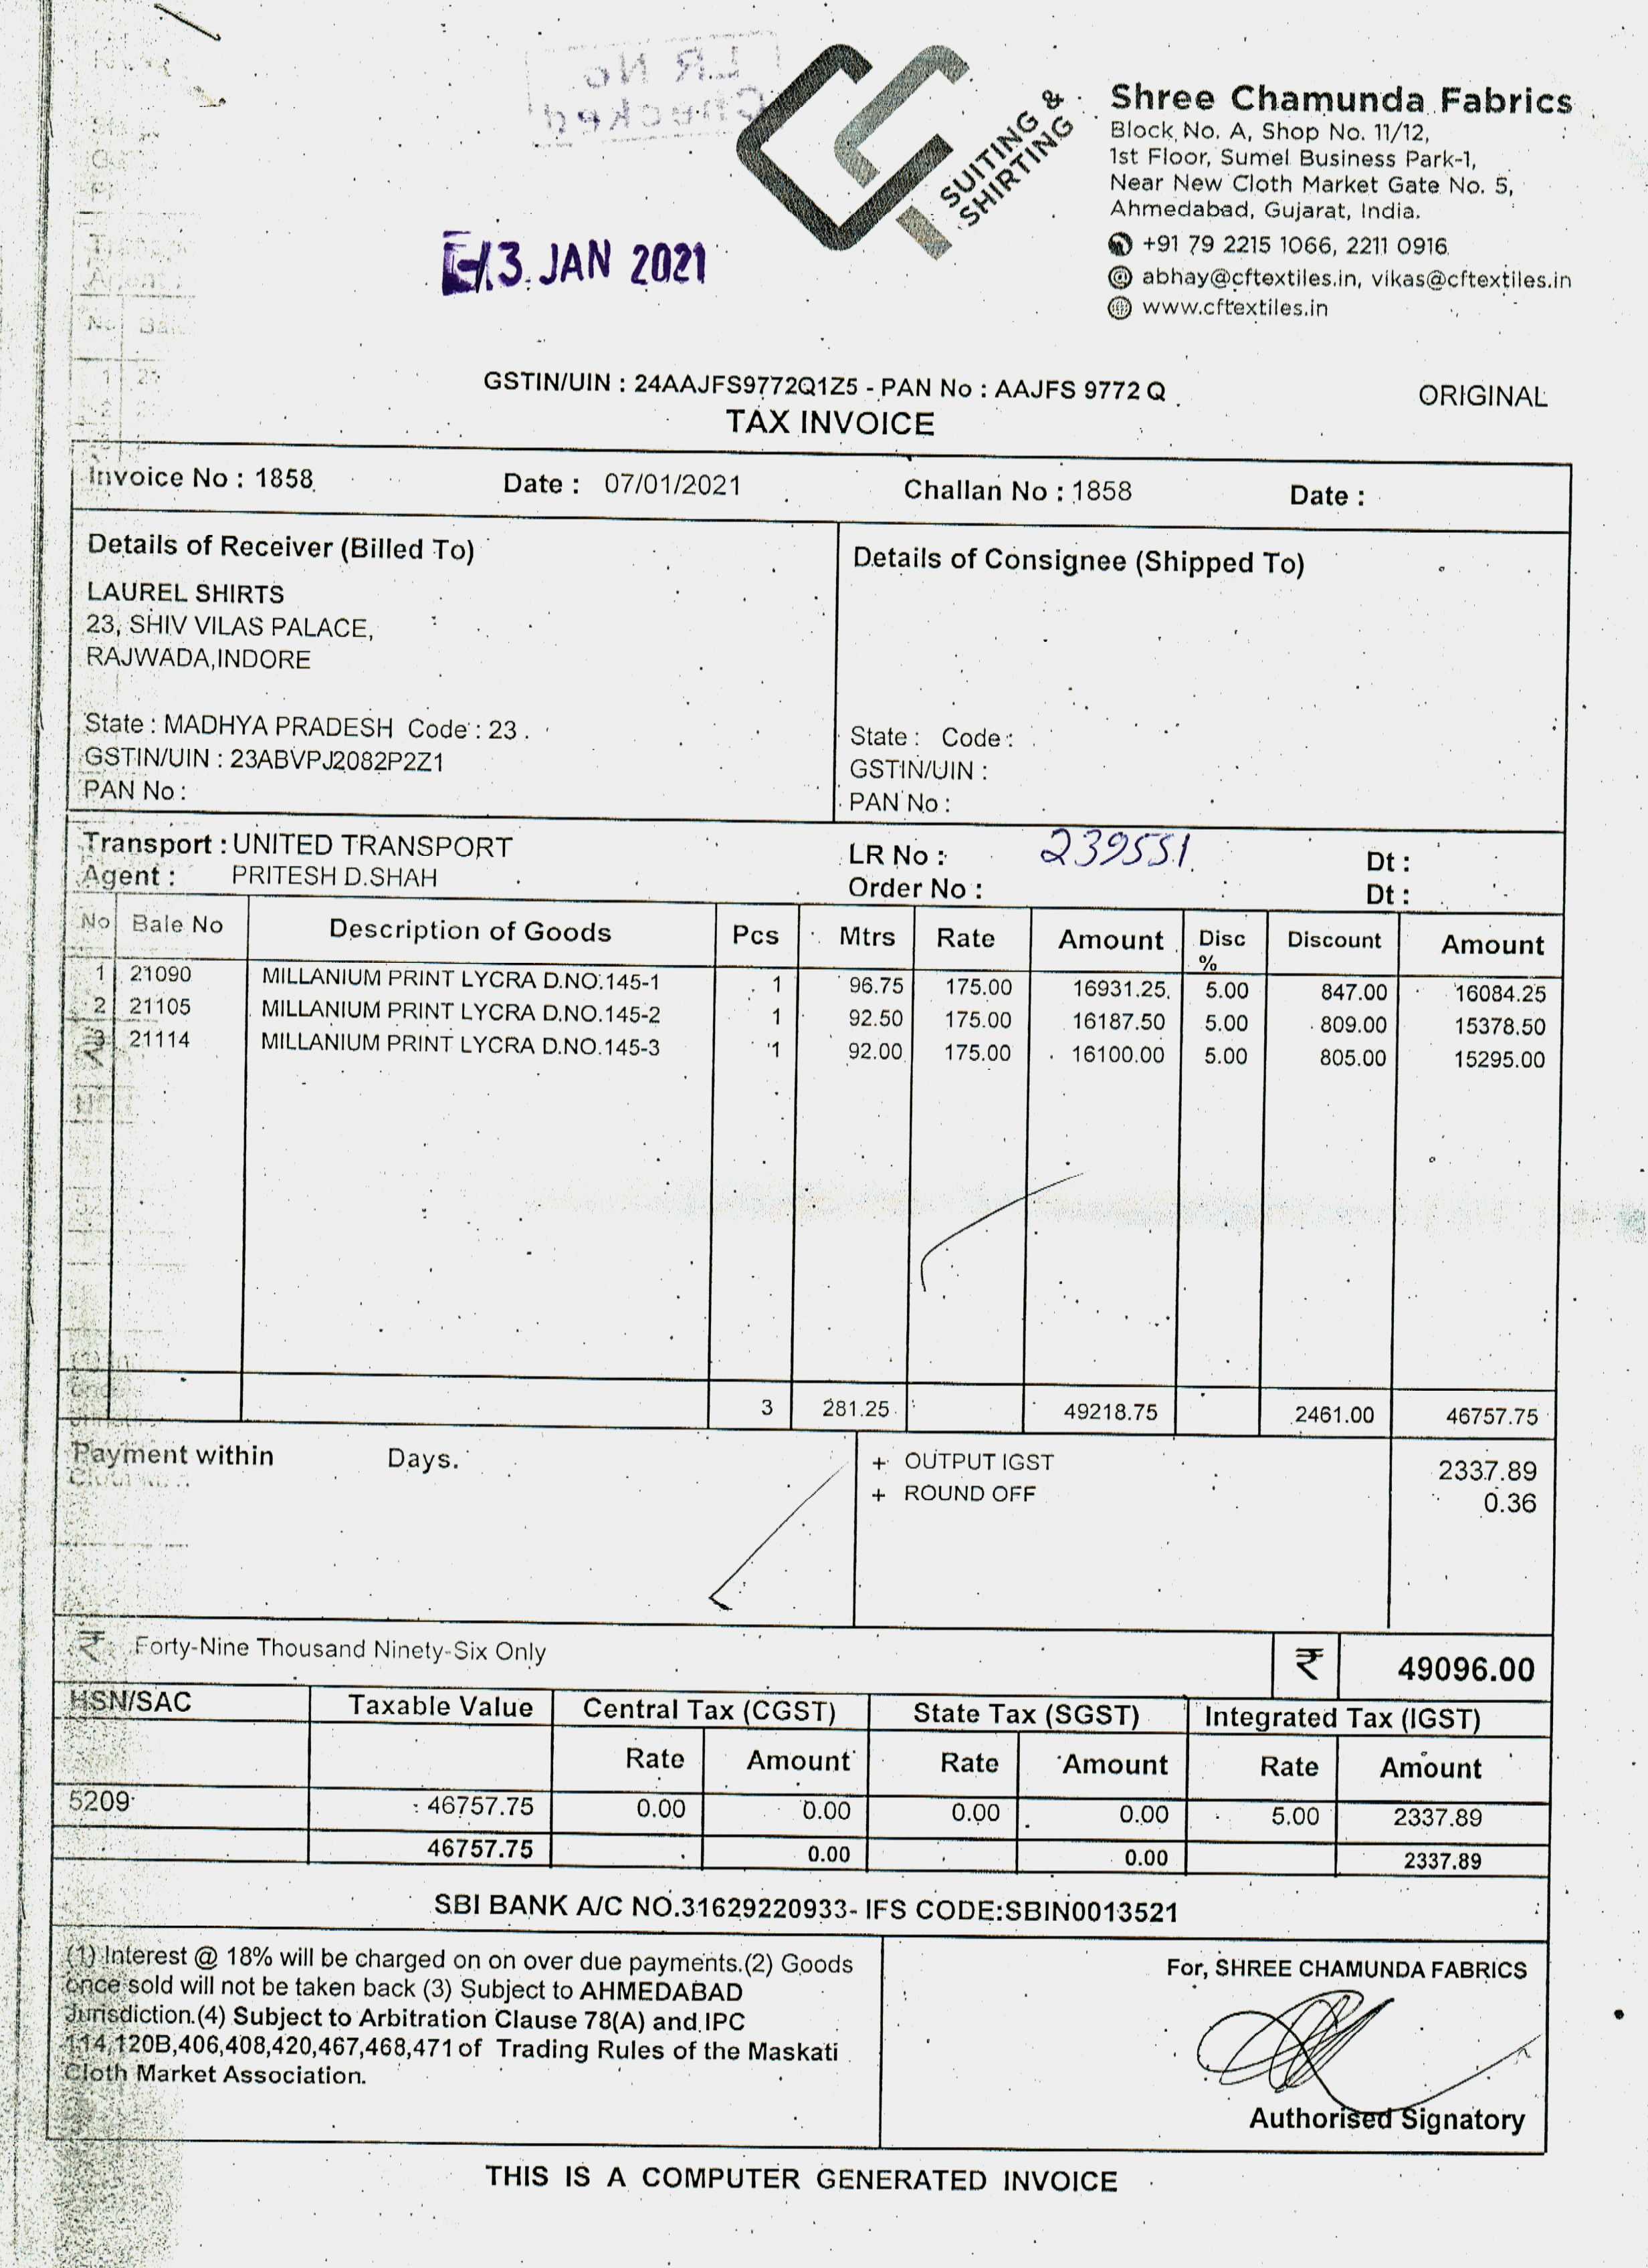 LR No
Checked
SUITING &
SHIRTING
Shree Chamunda Fabrics
Block No. A, Shop No. 11/12,
1st Floor, Sumel Business Park-1,
Near New Cloth Market Gate No. 5,
Ahmedabad, Gujarat, India.
+91 79 2215 1066, 2211 0916
abhay@cftextiles.in, vikas@cftextiles.in
www.cftextiles.in
13 JAN 2021
GSTIN/UIN : 24AAJFS9772Q1Z5 - PAN No : AAJFS 9772 Q
ORIGINAL
TAX INVOICE
Invoice No : 1858 Date : 07/01/2021 Challan No : 1858 Date :
Details of Receiver (Billed To)
LAUREL SHIRTS
23, SHIV VILAS PALACE,
RAJWADA,INDORE
State : MADHYA PRADESH Code : 23
GSTIN/UIN : 23ABVPJ2082P2Z1
PAN No :
Details of Consignee (Shipped To)
State : Code :
GSTIN/UIN :
PAN No :
Transport : UNITED TRANSPORT LR No : 239551 Dt :
Agent : PRITESH D.SHAH Order No : Dt :
No Bale No Description of Goods Pcs Mtrs Rate Amount Disc % Discount Amount
1 21090 MILLANIUM PRINT LYCRA D.NO.145-1 1 96.75 175.00 16931.25 5.00 847.00 16084.25
2 21105 MILLANIUM PRINT LYCRA D.NO.145-2 1 92.50 175.00 16187.50 5.00 809.00 15378.50
3 21114 MILLANIUM PRINT LYCRA D.NO.145-3 1 92.00 175.00 16100.00 5.00 805.00 15295.00
3 281.25 49218.75 2461.00 46757.75
Payment within Days.
+ OUTPUT IGST 2337.89
+ ROUND OFF 0.36
₹ Forty-Nine Thousand Ninety-Six Only ₹ 49096.00
HSN/SAC Taxable Value Central Tax (CGST) State Tax (SGST) Integrated Tax (IGST)
Rate Amount Rate Amount Rate Amount
5209 46757.75 0.00 0.00 0.00 0.00 5.00 2337.89
46757.75 0.00 0.00 2337.89
SBI BANK A/C NO.31629220933- IFS CODE:SBIN0013521
(1) Interest @ 18% will be charged on on over due payments.(2) Goods
once sold will not be taken back (3) Subject to AHMEDABAD
Jurisdiction.(4) Subject to Arbitration Clause 78(A) and IPC
114,120B,406,408,420,467,468,471 of Trading Rules of the Maskati
Cloth Market Association.
For, SHREE CHAMUNDA FABRICS
Authorised Signatory
THIS IS A COMPUTER GENERATED INVOICE